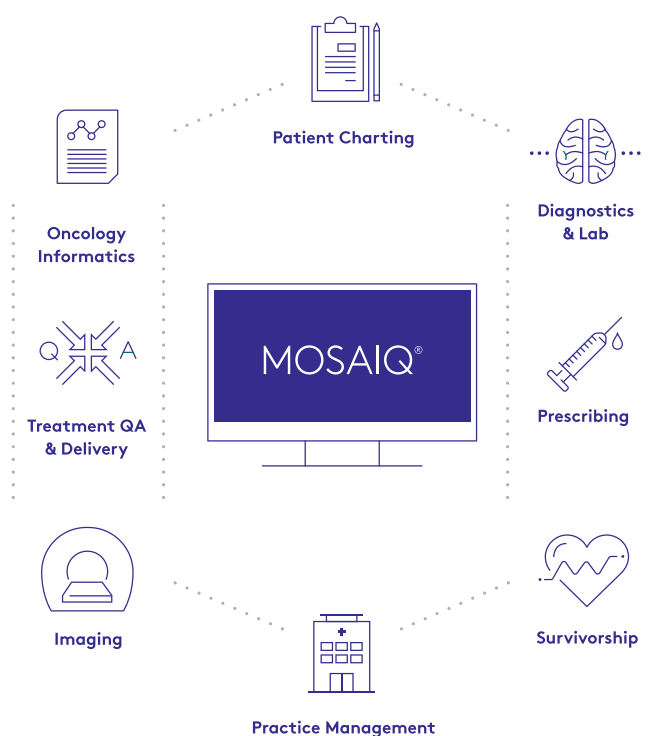 Patient Charting
Oncology
Informatics
Diagnostics
& Lab
MOSAIQ®
Q A
Treatment QA
& Delivery
Prescribing
Imaging
Survivorship
Practice Management